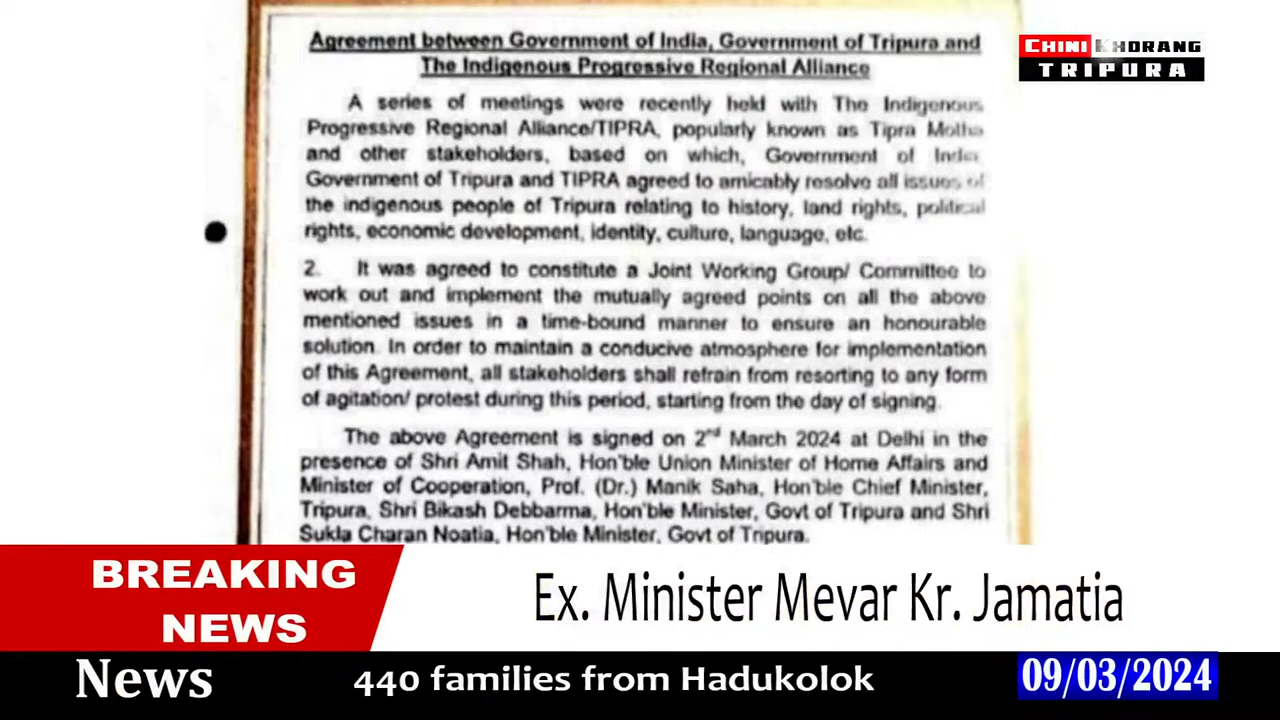 Agreement between Government of India, Government of Tripura and
The Indigenous Progressive Regional Alliance
CHINI KHORANG
TRIPURA
A series of meetings were recently held with The Indigenous
Progressive Regional Alliance/TIPRA, popularly known as Tipra Motha
and other stakeholders, based on which, Government of India
Government of Tripura and TIPRA agreed to amicably resolve all issues of
the indigenous people of Tripura relating to history, land rights, political
rights, economic development, identity, culture, language, etc.
2. It was agreed to constitute a Joint Working Group/ Committee to
work out and implement the mutually agreed points on all the above
mentioned issues in a time-bound manner to ensure an honourable
solution. In order to maintain a conducive atmosphere for implementation
of this Agreement, all stakeholders shall refrain from resorting to any form
of agitation/ protest during this period, starting from the day of signing.
The above Agreement is signed on 2nd March 2024 at Delhi in the
presence of Shri Amit Shah, Hon'ble Union Minister of Home Affairs and
Minister of Cooperation, Prof. (Dr.) Manik Saha, Hon'ble Chief Minister,
Tripura, Shri Bikash Debbarma, Hon'ble Minister, Govt of Tripura and Shri
Sukla Charan Noatia, Hon'ble Minister, Govt of Tripura.
BREAKING
NEWS
Ex. Minister Mevar Kr. Jamatia
News
440 families from Hadukolok
09/03/2024